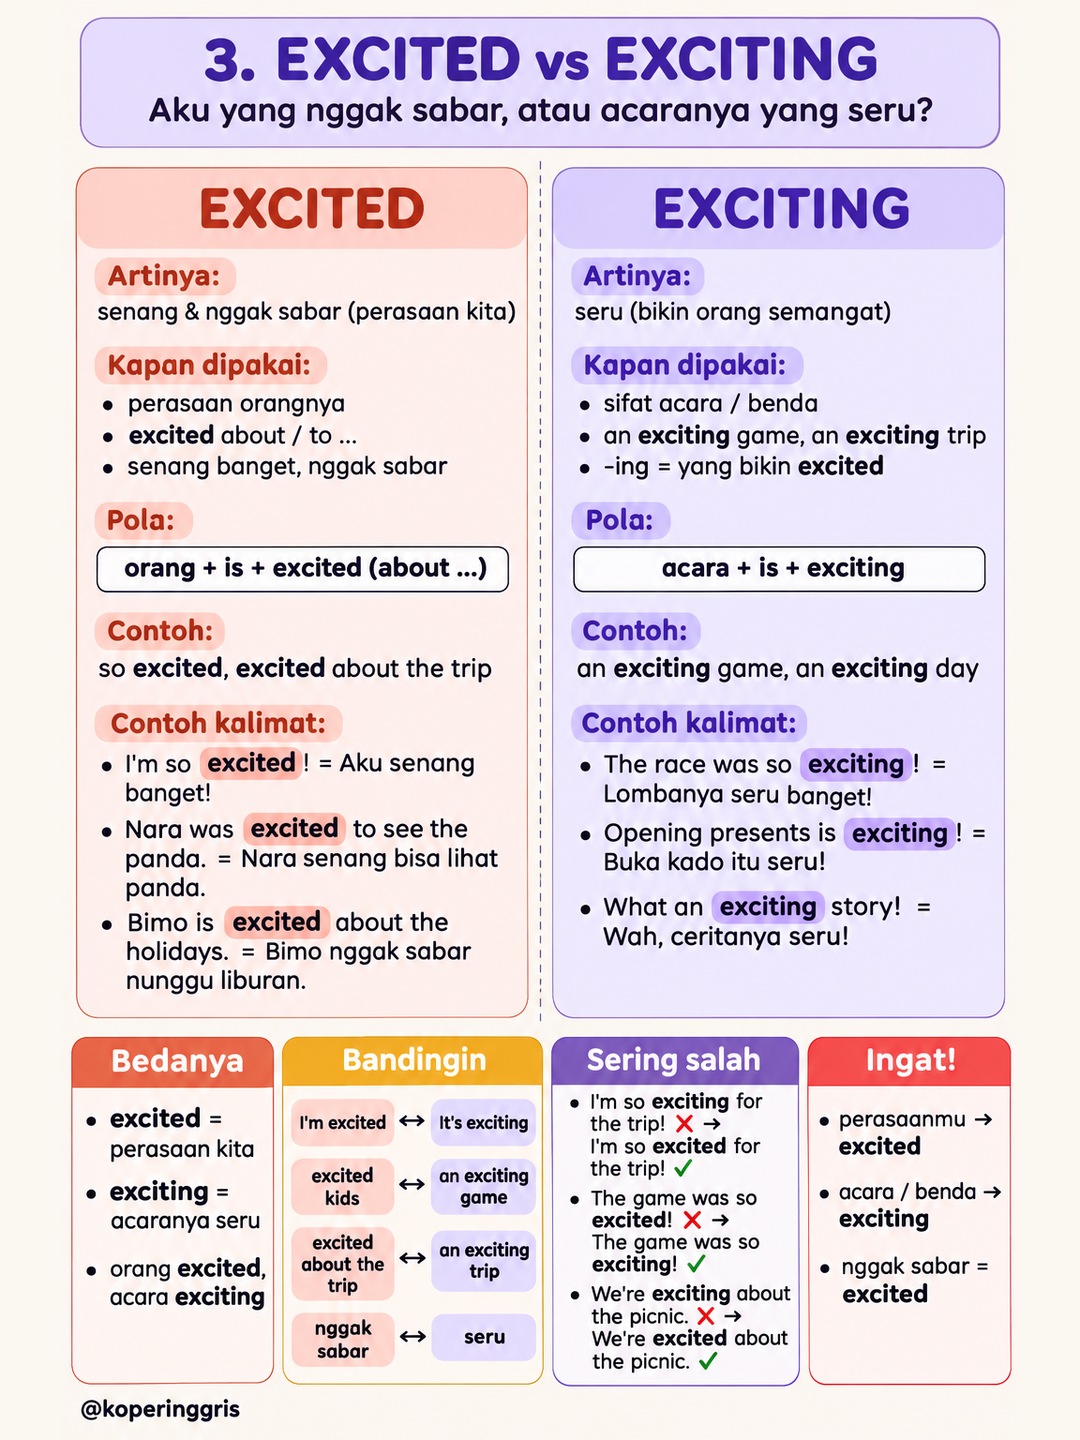 3. EXCITED vs EXCITING
Aku yang nggak sabar, atau acaranya yang seru?
EXCITED
Artinya:
senang & nggak sabar (perasaan kita)
Kapan dipakai:
• perasaan orangnya
• excited about / to ...
• senang banget, nggak sabar
Pola:
orang + is + excited (about ...)
Contoh:
so excited, excited about the trip
Contoh kalimat:
• I'm so excited! = Aku senang
banget!
• Nara was excited to see the
panda. = Nara senang bisa lihat
panda.
• Bimo is excited about the
holidays. = Bimo nggak sabar
nunggu liburan.
EXCITING
Artinya:
seru (bikin orang semangat)
Kapan dipakai:
• sifat acara / benda
• an exciting game, an exciting trip
• -ing = yang bikin excited
Pola:
acara + is + exciting
Contoh:
an exciting game, an exciting day
Contoh kalimat:
• The race was so exciting! =
Lombanya seru banget!
• Opening presents is exciting! =
Buka kado itu seru!
• What an exciting story! =
Wah, ceritanya seru!
Bedanya
• excited =
perasaan kita
• exciting =
acaranya seru
• orang excited,
acara exciting
Bandingin
I'm excited ↔ It's exciting
excited
kids
↔
an exciting
game
excited
about the
trip
↔
an exciting
trip
nggak
sabar
↔
seru
Sering salah
• I'm so exciting for
the trip! ❌ →
I'm so excited for
the trip! ✓
• The game was so
excited! ❌ →
The game was so
exciting! ✓
• We're exciting about
the picnic. ❌ →
We're excited about
the picnic. ✓
Ingat!
• perasaanmu →
excited
• acara / benda →
exciting
• nggak sabar =
excited
@koperinggris